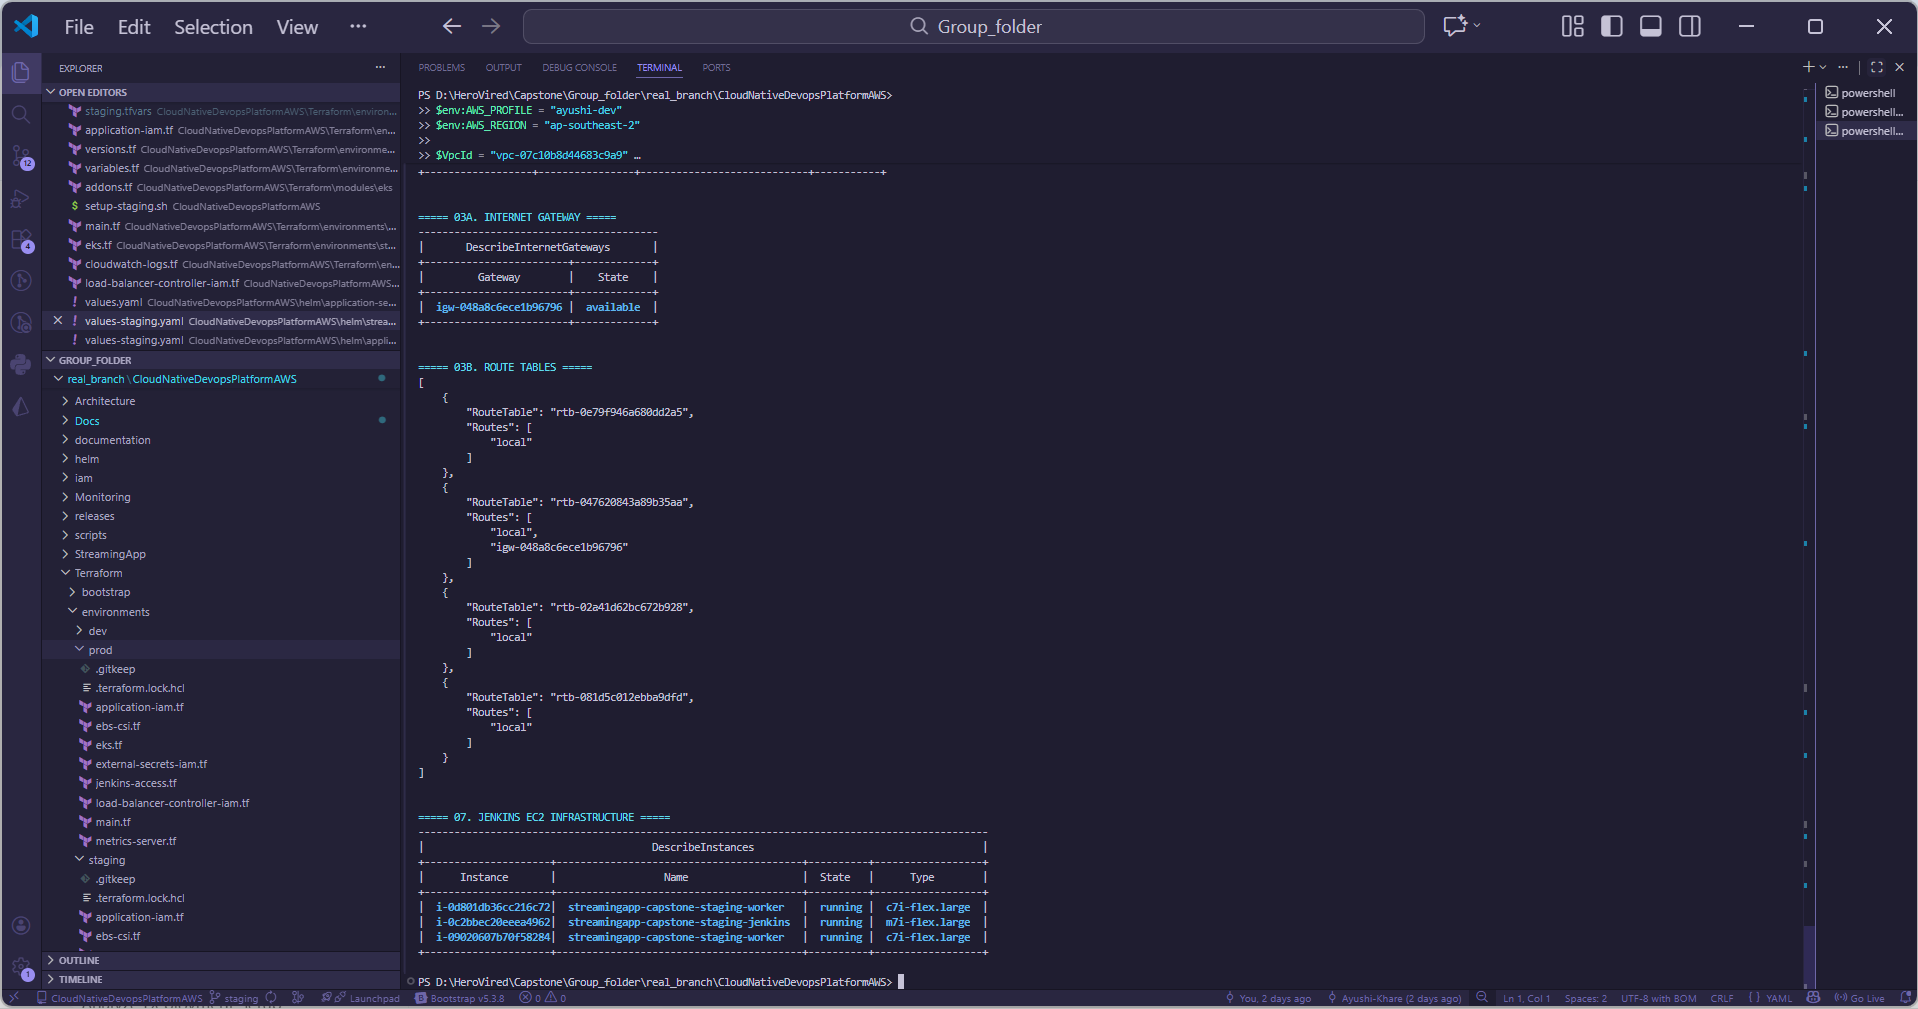 File Edit Selection View ··· Group_folder
EXPLORER ···
OPEN EDITORS
staging.tfvars CloudNativeDevopsPlatformAWS\Terraform\environ...
application-iam.tf CloudNativeDevopsPlatformAWS\Terraform\en...
versions.tf CloudNativeDevopsPlatformAWS\Terraform\environme...
variables.tf CloudNativeDevopsPlatformAWS\Terraform\environme...
addons.tf CloudNativeDevopsPlatformAWS\Terraform\modules\eks
$ setup-staging.sh CloudNativeDevopsPlatformAWS
main.tf CloudNativeDevopsPlatformAWS\Terraform\environments\...
eks.tf CloudNativeDevopsPlatformAWS\Terraform\environments\st...
cloudwatch-logs.tf CloudNativeDevopsPlatformAWS\Terraform\en...
load-balancer-controller-iam.tf CloudNativeDevopsPlatformAWS...
! values.yaml CloudNativeDevopsPlatformAWS\helm\application-se...
! values-staging.yaml CloudNativeDevopsPlatformAWS\helm\strea...
! values-staging.yaml CloudNativeDevopsPlatformAWS\helm\appli...
GROUP_FOLDER
real_branch\CloudNativeDevopsPlatformAWS
Architecture
Docs
documentation
helm
iam
Monitoring
releases
scripts
StreamingApp
Terraform
bootstrap
environments
dev
prod
.gitkeep
.terraform.lock.hcl
application-iam.tf
ebs-csi.tf
eks.tf
external-secrets-iam.tf
jenkins-access.tf
load-balancer-controller-iam.tf
main.tf
metrics-server.tf
staging
.gitkeep
.terraform.lock.hcl
application-iam.tf
ebs-csi.tf
OUTLINE
TIMELINE
12
4
1
PROBLEMS OUTPUT DEBUG CONSOLE TERMINAL PORTS
PS D:\HeroVired\Capstone\Group_folder\real_branch\CloudNativeDevopsPlatformAWS>
>> $env:AWS_PROFILE = "ayushi-dev"
>> $env:AWS_REGION = "ap-southeast-2"
>>
>> $VpcId = "vpc-07c10b8d44683c9a9" …
+------------------+----------------+----------------------------+-----------+
===== 03A. INTERNET GATEWAY =====
----------------------------------------
| DescribeInternetGateways |
+------------------------+-------------+
| Gateway | State |
+------------------------+-------------+
| igw-048a8c6ece1b96796 | available |
+------------------------+-------------+
===== 03B. ROUTE TABLES =====
[
{
"RouteTable": "rtb-0e79f946a680dd2a5",
"Routes": [
"local"
]
},
{
"RouteTable": "rtb-047620843a89b35aa",
"Routes": [
"local",
"igw-048a8c6ece1b96796"
]
},
{
"RouteTable": "rtb-02a41d62bc672b928",
"Routes": [
"local"
]
},
{
"RouteTable": "rtb-081d5c012ebba9dfd",
"Routes": [
"local"
]
}
]
===== 07. JENKINS EC2 INFRASTRUCTURE =====
-----------------------------------------------------------------------------------------------
| DescribeInstances |
+---------------------+-----------------------------------------+----------+------------------+
| Instance | Name | State | Type |
+---------------------+-----------------------------------------+----------+------------------+
| i-0d801db36cc216c72| streamingapp-capstone-staging-worker | running | c7i-flex.large |
| i-0c2bbec20eeea4962| streamingapp-capstone-staging-jenkins | running | m7i-flex.large |
| i-09020607b70f58284| streamingapp-capstone-staging-worker | running | c7i-flex.large |
+---------------------+-----------------------------------------+----------+------------------+
PS D:\HeroVired\Capstone\Group_folder\real_branch\CloudNativeDevopsPlatformAWS>
powershell
powershell...
powershell...
CloudNativeDevopsPlatformAWS staging Launchpad Bootstrap v5.3.8 0 0 You, 2 days ago Ayushi-Khare (2 days ago) Ln 1, Col 1 Spaces: 2 UTF-8 with BOM CRLF { } YAML Go Live